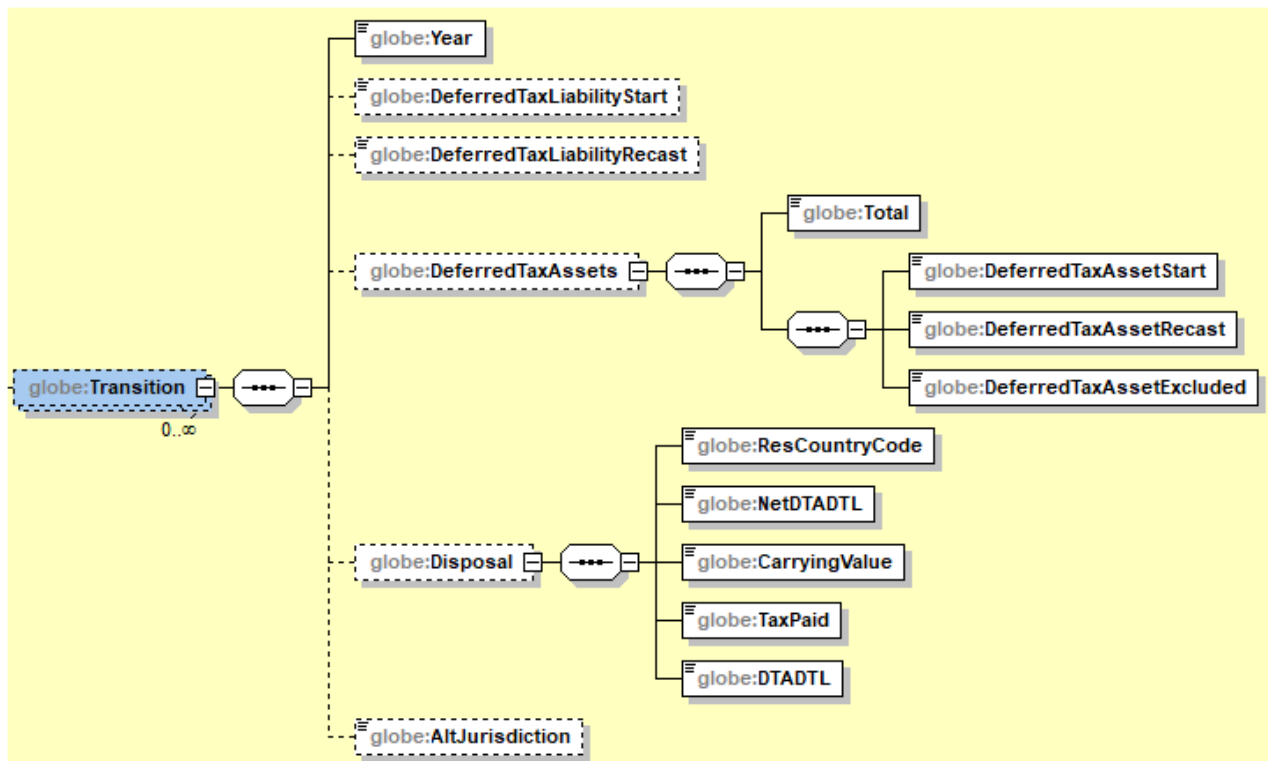 globe:Year
globe:DeferredTaxLiabilityStart
globe:DeferredTaxLiabilityRecast
globe:Total
globe:DeferredTaxAssets
globe:DeferredTaxAssetStart
globe:DeferredTaxAssetRecast
globe:DeferredTaxAssetExcluded
globe:Transition
0..∞
globe:ResCountryCode
globe:NetDTADTL
globe:Disposal
globe:CarryingValue
globe:TaxPaid
globe:DTADTL
globe:AltJurisdiction